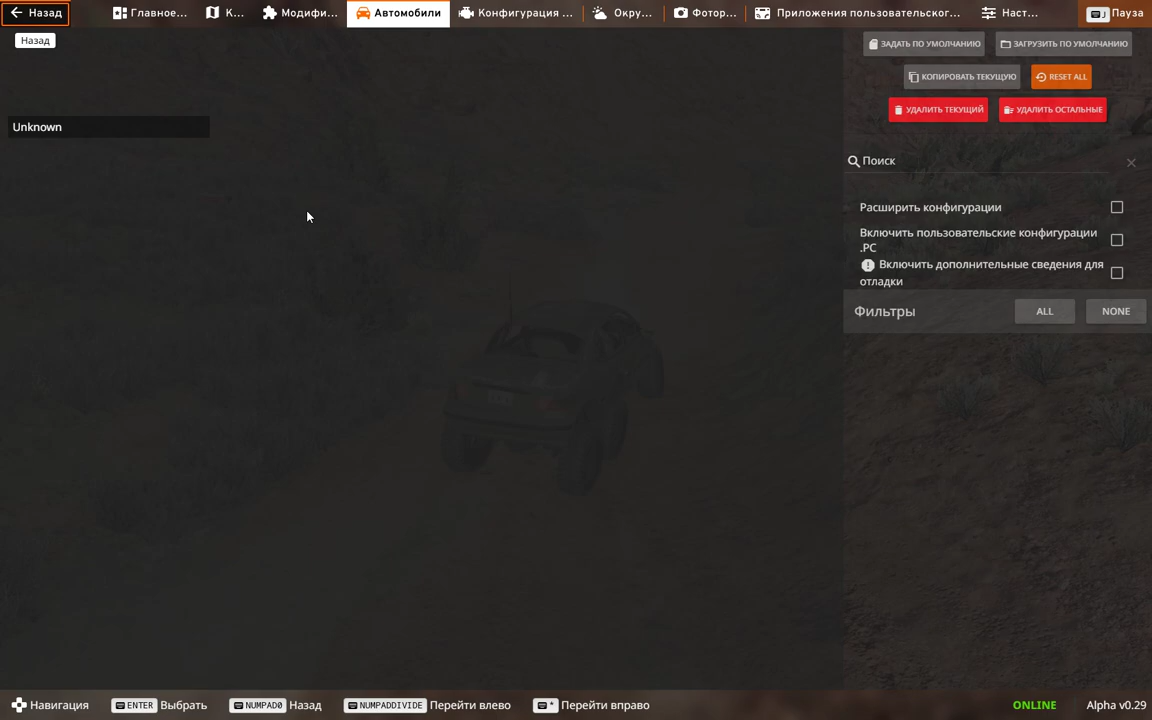 Назад
Главное...
К...
Модифи...
Автомобили
Конфигурация ...
Окру...
Фотор...
Приложения пользовательског...
Наст...
J
Пауза
Назад
ЗАДАТЬ ПО УМОЛЧАНИЮ
ЗАГРУЗИТЬ ПО УМОЛЧАНИЮ
КОПИРОВАТЬ ТЕКУЩУЮ
RESET ALL
УДАЛИТЬ ТЕКУЩИЙ
УДАЛИТЬ ОСТАЛЬНЫЕ
Unknown
Поиск
Расширить конфигурации
Включить пользовательские конфигурации
.PC
Включить дополнительные сведения для
отладки
Фильтры
ALL
NONE
Навигация
ENTER Выбрать
NUMPAD0 Назад
NUMPADDIVIDE Перейти влево
* Перейти вправо
ONLINE
Alpha v0.29